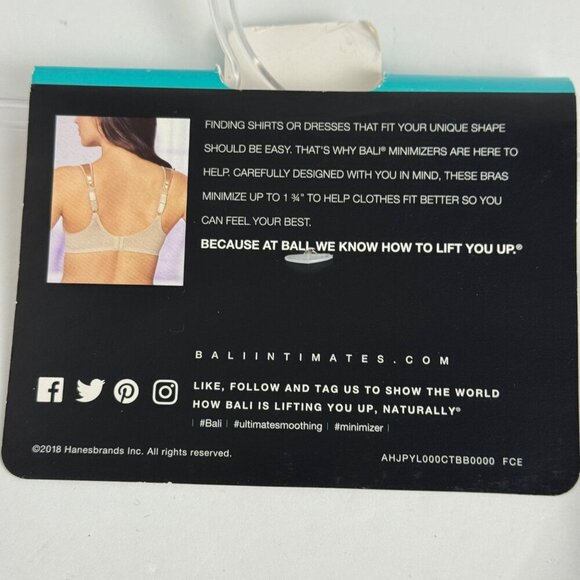 FINDING SHIRTS OR DRESSES THAT FIT YOUR UNIQUE SHAPE
SHOULD BE EASY. THAT'S WHY BALI® MINIMIZERS ARE HERE TO
HELP. CAREFULLY DESIGNED WITH YOU IN MIND, THESE BRAS
MINIMIZE UP TO 1 ¾" TO HELP CLOTHES FIT BETTER SO YOU
CAN FEEL YOUR BEST.
BECAUSE AT BALI, WE KNOW HOW TO LIFT YOU UP.®
BALIINTIMATES.COM
LIKE, FOLLOW AND TAG US TO SHOW THE WORLD
HOW BALI IS LIFTING YOU UP, NATURALLY®
| #Bali | #ultimatesmoothing | #minimizer |
©2018 Hanesbrands Inc. All rights reserved.
AHJPYL000CTBB0000 FCE